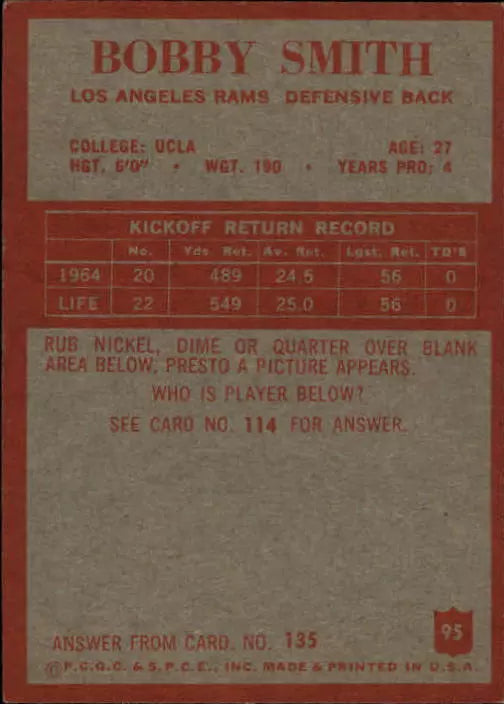 BOBBY SMITH
LOS ANGELES RAMS DEFENSIVE BACK
COLLEGE: UCLA AGE: 27
HGT. 6'0" • WGT. 190 • YEARS PRO: 4
KICKOFF RETURN RECORD
No. Yds Ret. Av. Ret. Lgst. Ret. TD'S
1964 20 489 24.5 56 0
LIFE 22 549 25.0 56 0
RUB NICKEL, DIME OR QUARTER OVER BLANK
AREA BELOW. PRESTO A PICTURE APPEARS.
WHO IS PLAYER BELOW?
SEE CARD NO. 114 FOR ANSWER.
95
ANSWER FROM CARD. NO. 135
© P.C.G.C. & S.P.C.E., INC. MADE & PRINTED IN U.S.A.